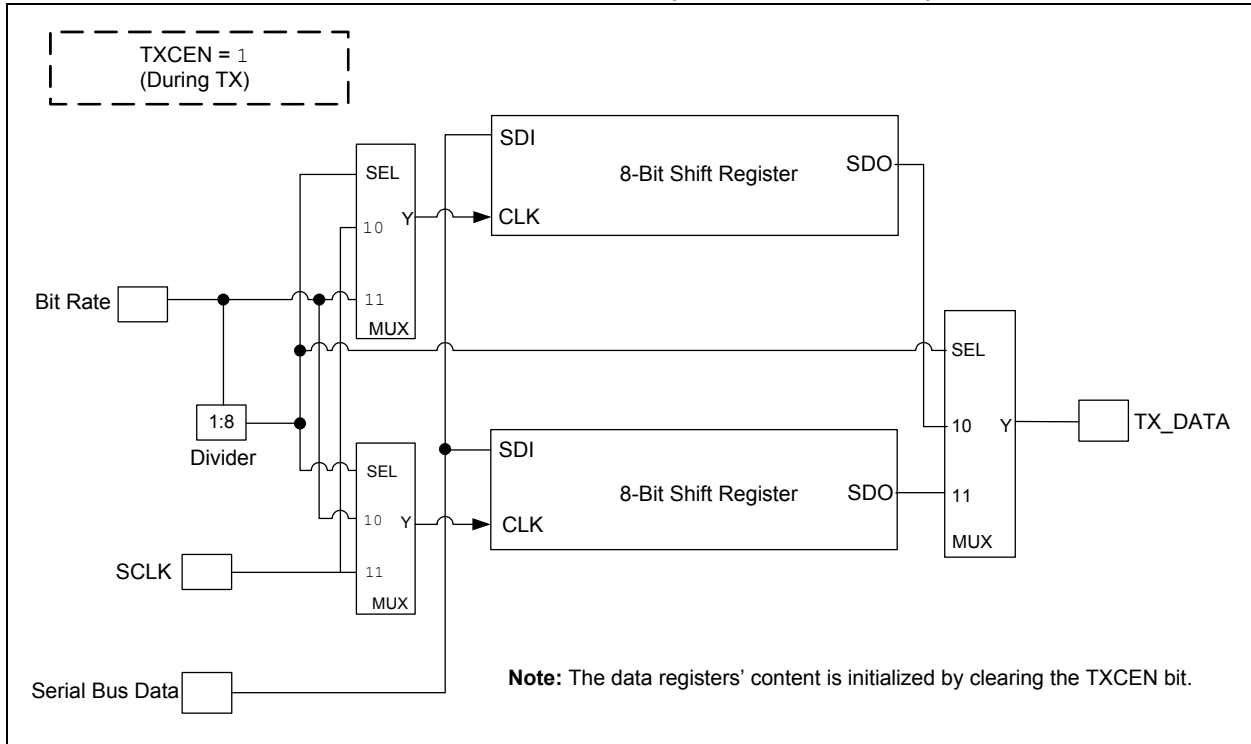 TXCEN = 1
(During TX)
SDI
8-Bit Shift Register
SDO
CLK
SEL
10
Y
11
MUX
Bit Rate
SEL
10
Y
11
MUX
TX_DATA
1:8
Divider
SEL
10
Y
11
MUX
SDI
8-Bit Shift Register
SDO
CLK
SCLK
Serial Bus Data
Note: The data registers’ content is initialized by clearing the TXCEN bit.